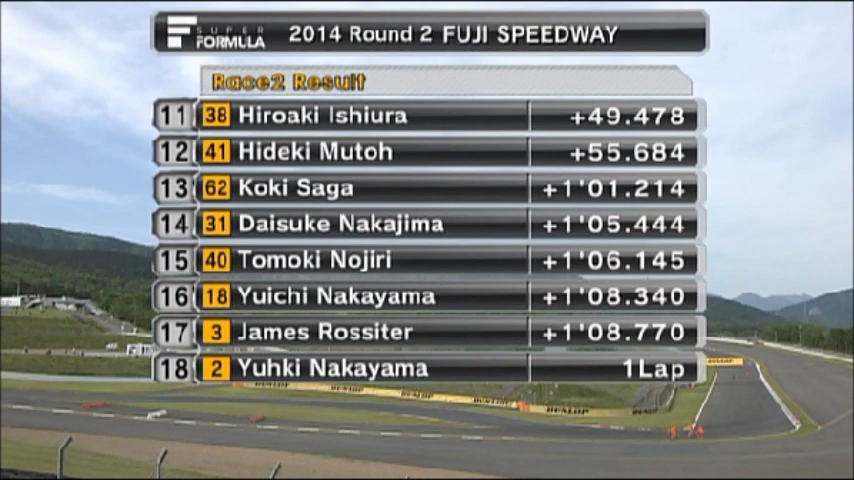 SUPER FORMULA 2014 Round 2 FUJI SPEEDWAY
Race2 Result
11 38 Hiroaki Ishiura +49.478
12 41 Hideki Mutoh +55.684
13 62 Koki Saga +1'01.214
14 31 Daisuke Nakajima +1'05.444
15 40 Tomoki Nojiri +1'06.145
16 18 Yuichi Nakayama +1'08.340
17 3 James Rossiter +1'08.770
18 2 Yuhki Nakayama 1Lap
DUNLOP